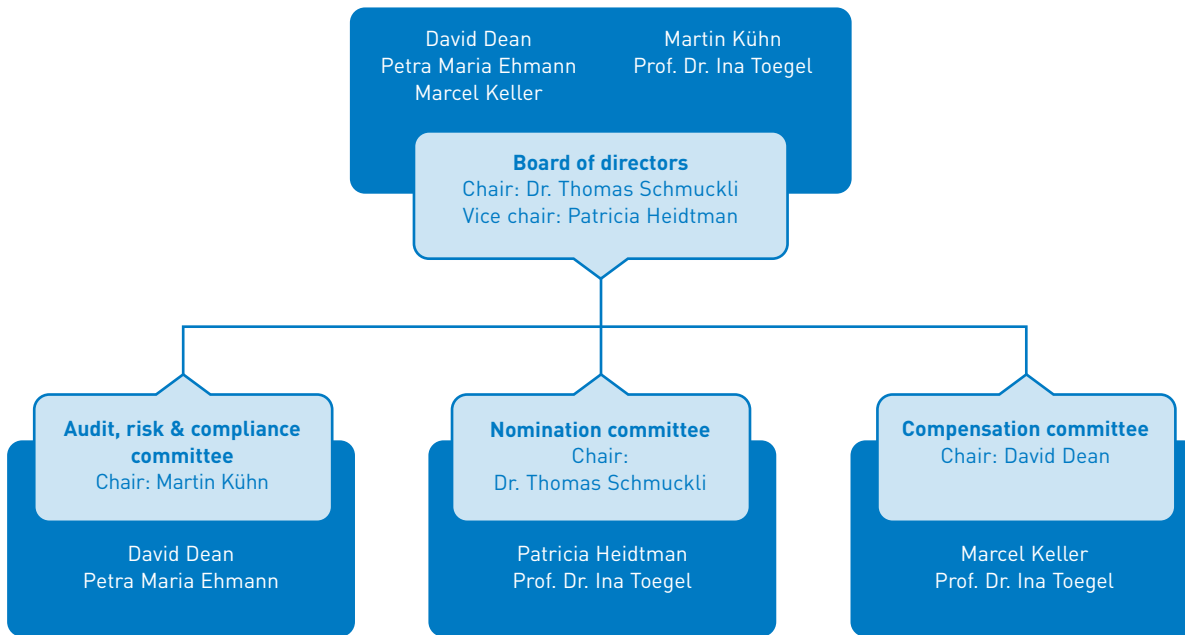 David Dean
Petra Maria Ehmann
Marcel Keller
Martin Kühn
Prof. Dr. Ina Toegel
Board of directors
Chair: Dr. Thomas Schmuckli
Vice chair: Patricia Heidtman
Audit, risk & compliance
committee
Chair: Martin Kühn
David Dean
Petra Maria Ehmann
Nomination committee
Chair:
Dr. Thomas Schmuckli
Patricia Heidtman
Prof. Dr. Ina Toegel
Compensation committee
Chair: David Dean
Marcel Keller
Prof. Dr. Ina Toegel